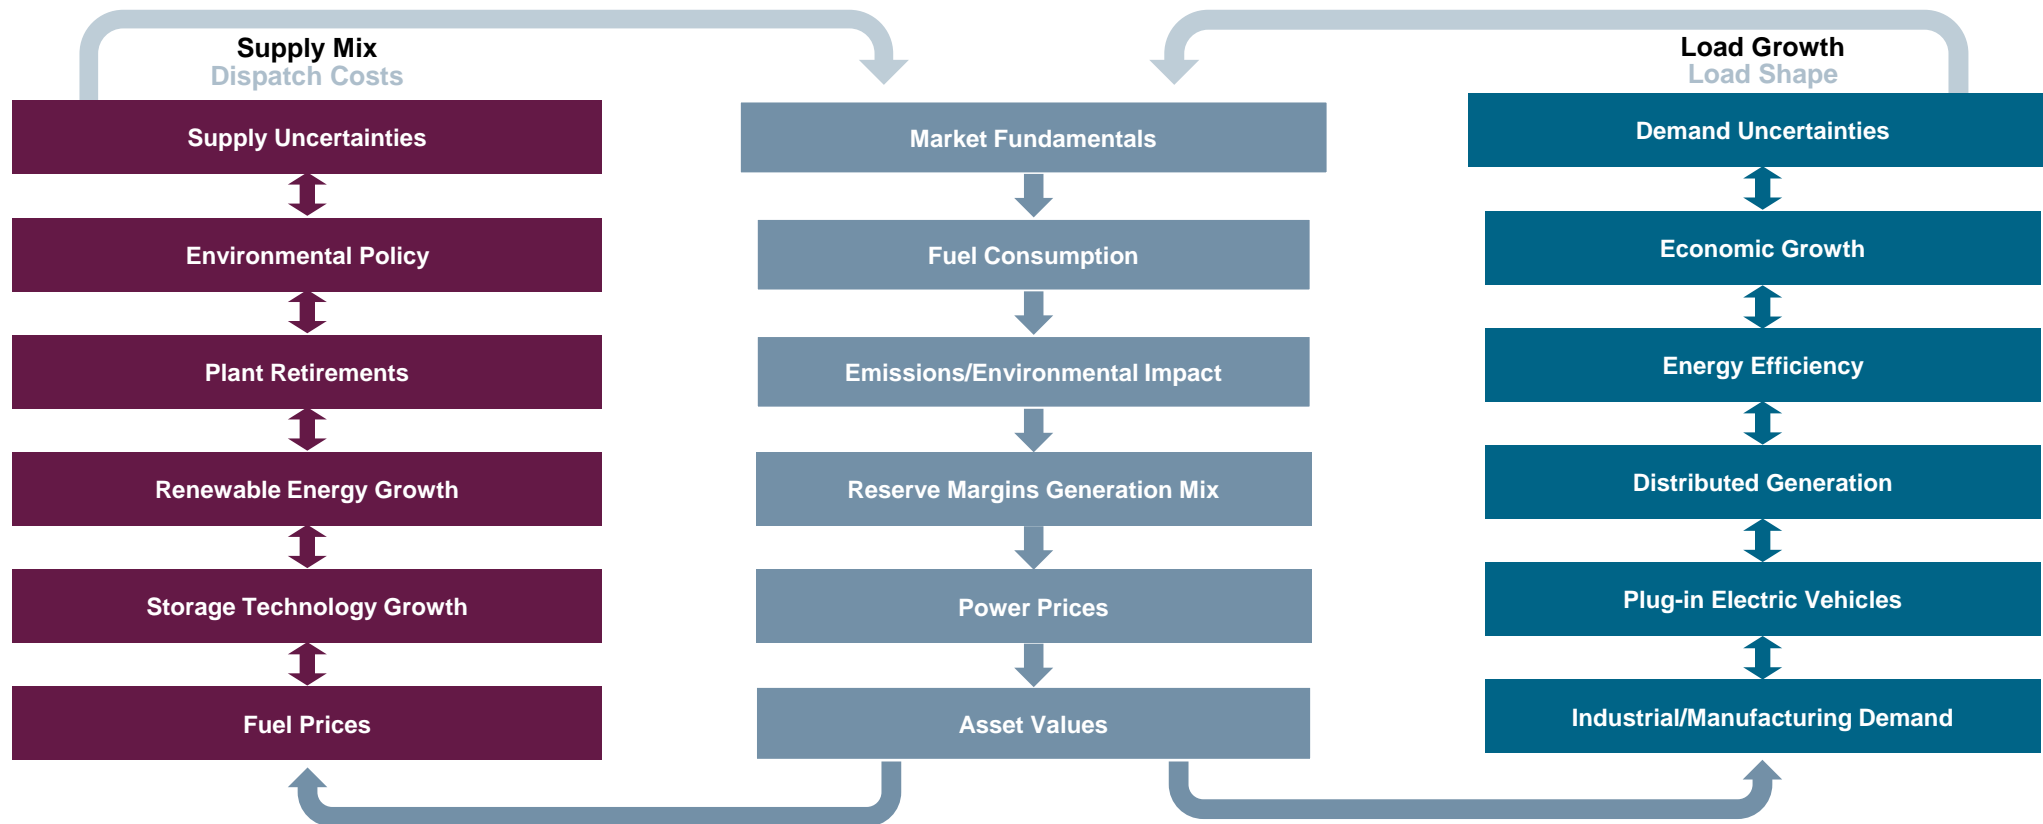 Supply Mix
Dispatch Costs
Supply Uncertainties
Environmental Policy
Plant Retirements
Renewable Energy Growth
Storage Technology Growth
Fuel Prices
Market Fundamentals
Fuel Consumption
Emissions/Environmental Impact
Reserve Margins Generation Mix
Power Prices
Asset Values
Load Growth
Load Shape
Demand Uncertainties
Economic Growth
Energy Efficiency
Distributed Generation
Plug-in Electric Vehicles
Industrial/Manufacturing Demand